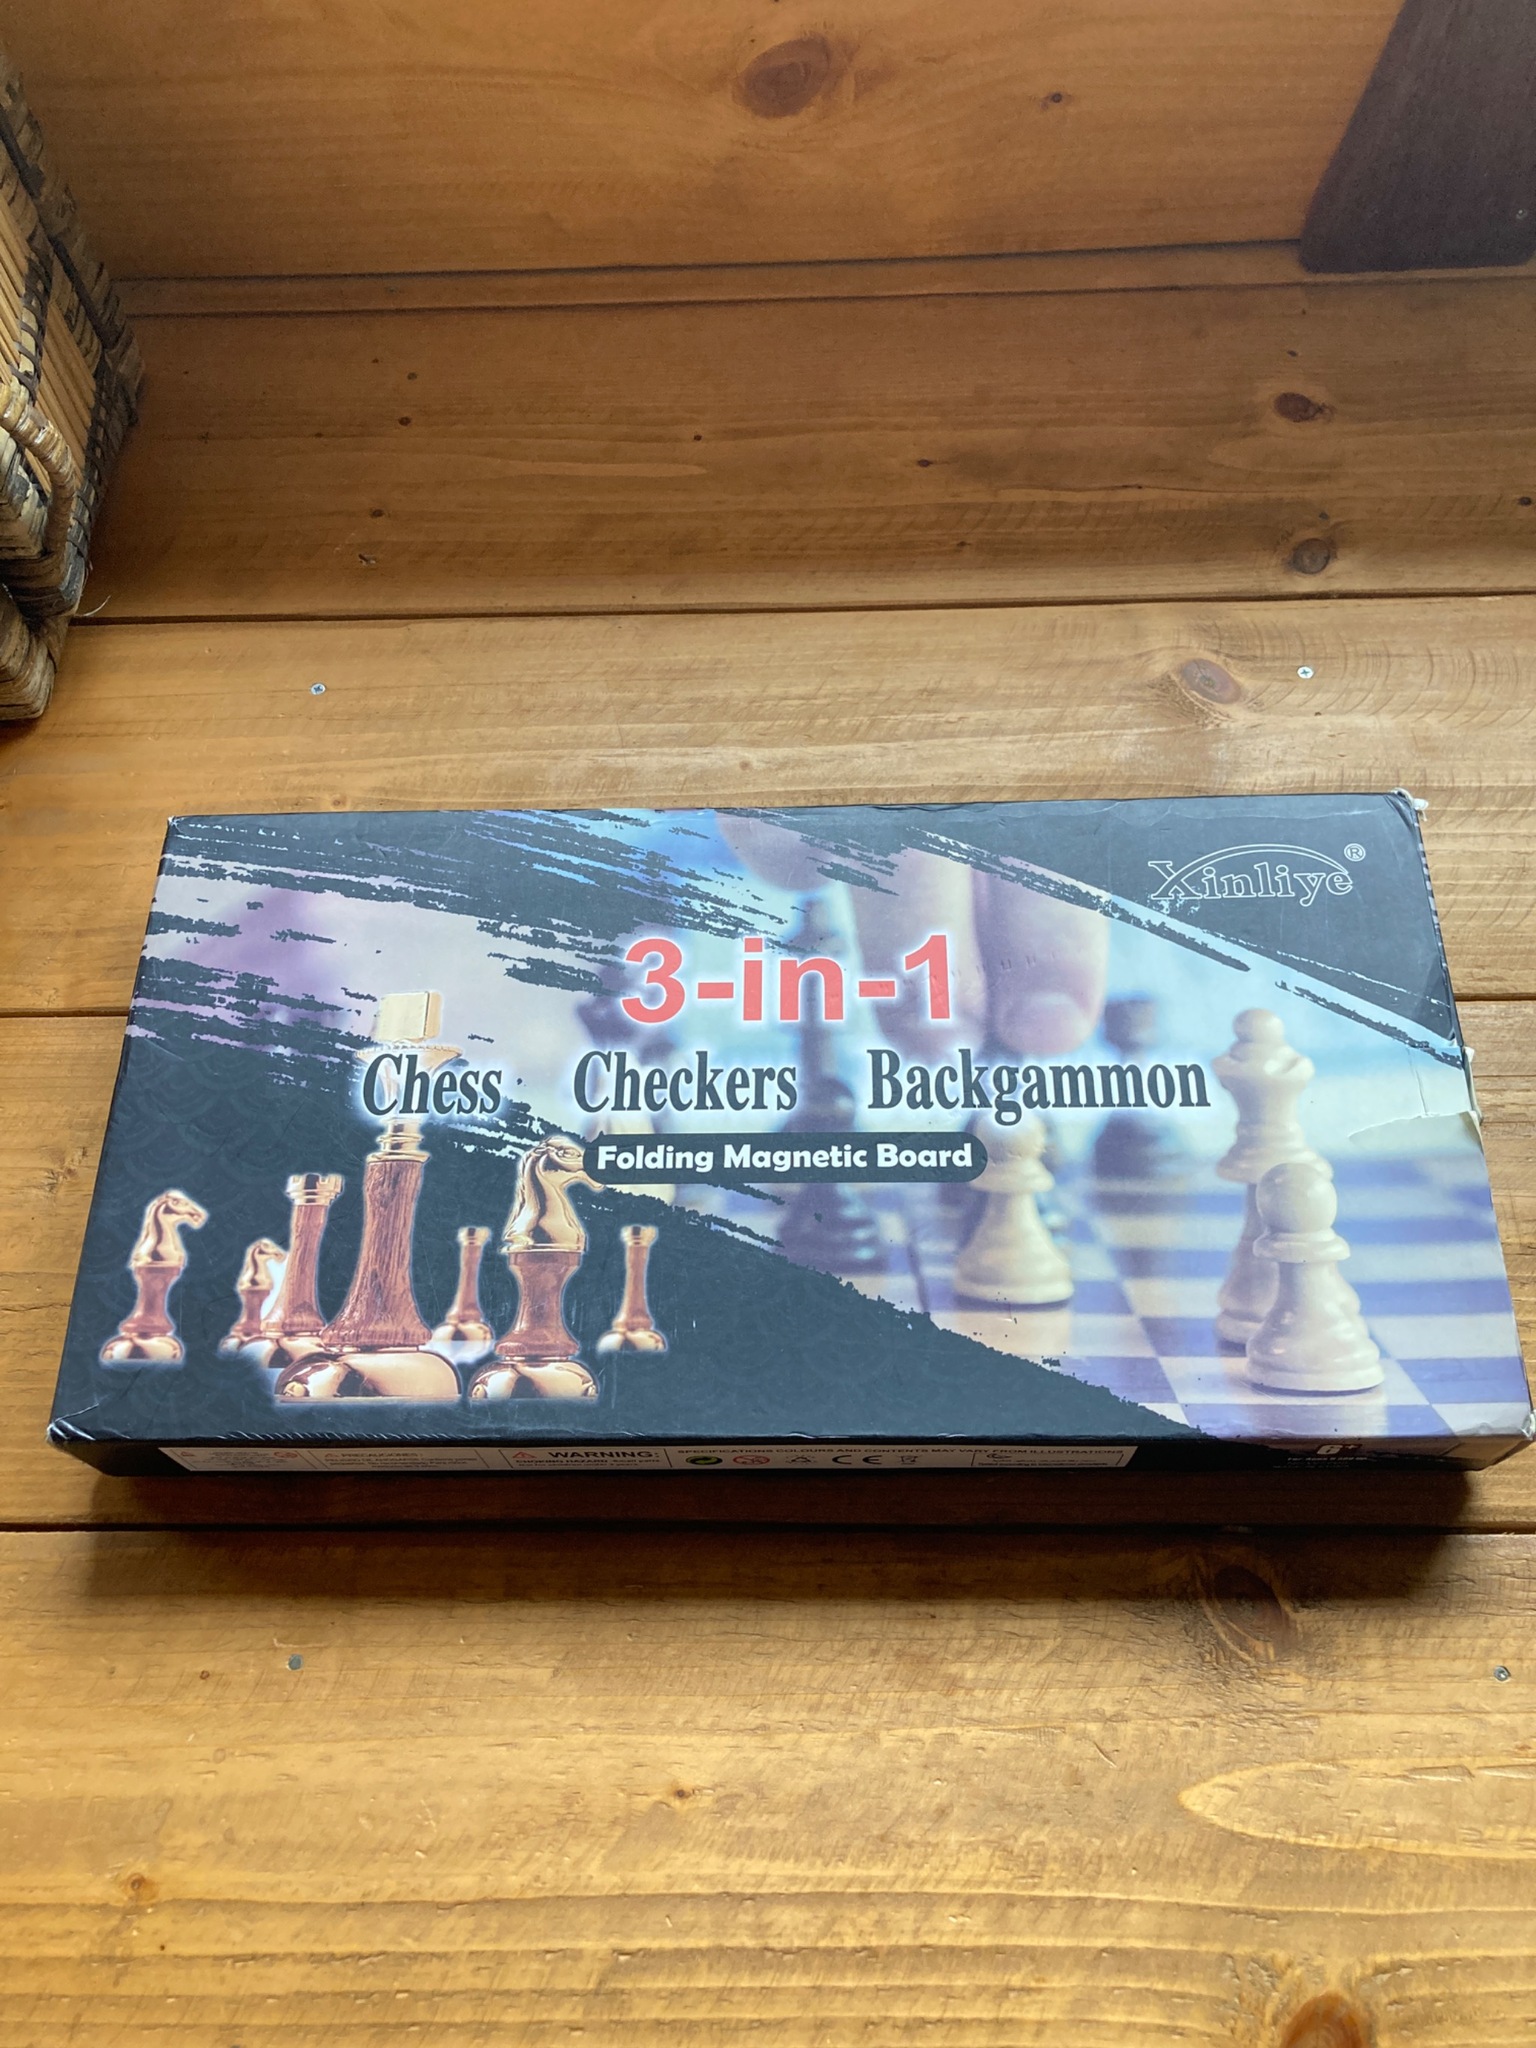 Xinliye®
3-in-1
Chess Checkers Backgammon
Folding Magnetic Board
WARNING:
SPECIFICATIONS COLOURS AND CONTENTS MAY VARY FROM ILLUSTRATIONS
CE